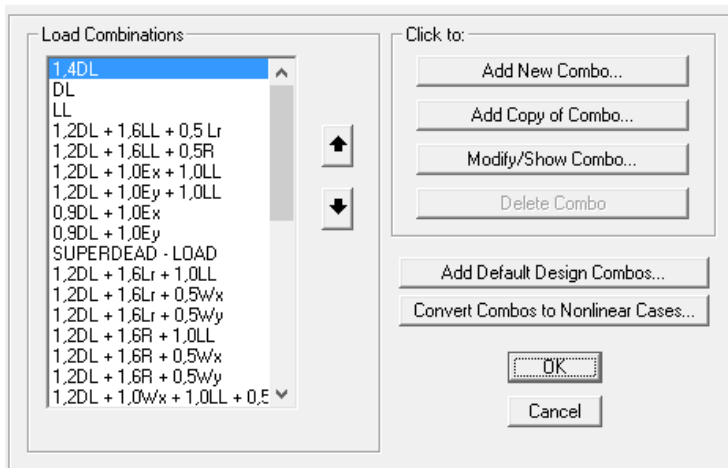 Load Combinations
1,4DL
DL
LL
1,2DL + 1,6LL + 0,5 Lr
1,2DL + 1,6LL + 0,5R
1,2DL + 1,0Ex + 1,0LL
1,2DL + 1,0Ey + 1,0LL
0,9DL + 1,0Ex
0,9DL + 1,0Ey
SUPERDEAD - LOAD
1,2DL + 1,6Lr + 1,0LL
1,2DL + 1,6Lr + 0,5Wx
1,2DL + 1,6Lr + 0,5Wy
1,2DL + 1,6R + 1,0LL
1,2DL + 1,6R + 0,5Wx
1,2DL + 1,6R + 0,5Wy
1,2DL + 1,0Wx + 1,0LL + 0,5
Click to:
Add New Combo...
Add Copy of Combo...
Modify/Show Combo...
Delete Combo
Add Default Design Combos...
Convert Combos to Nonlinear Cases...
OK
Cancel